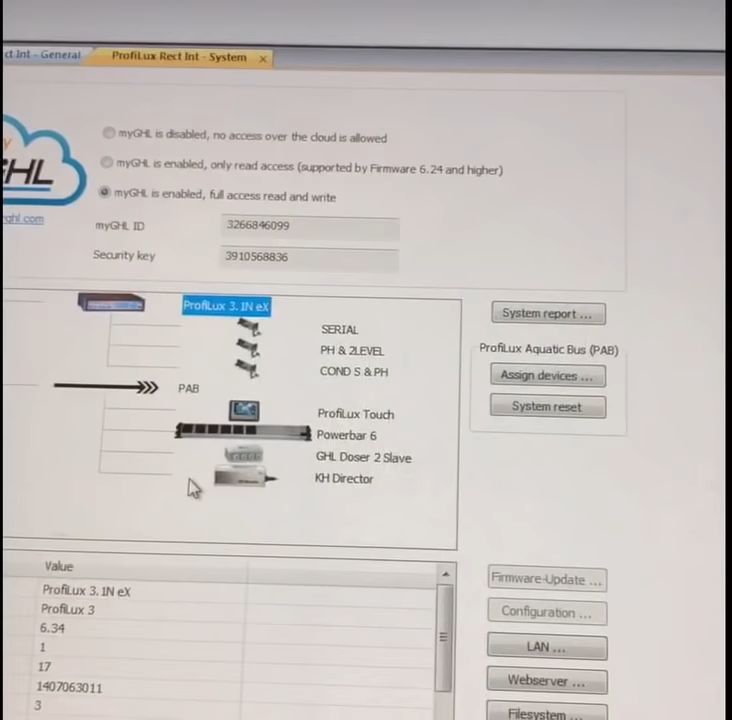 ct Int - General
ProfiLux Rect Int - System
myGHL is disabled, no access over the cloud is allowed
myGHL is enabled, only read access (supported by Firmware 6.24 and higher)
myGHL is enabled, full access read and write
y
HL
ghl.com
myGHL ID 3266846099
Security key 3910568836
ProfiLux 3.1N eX
SERIAL
PH & 2LEVEL
COND S & PH
PAB
ProfiLux Touch
Powerbar 6
GHL Doser 2 Slave
KH Director
System report ...
ProfiLux Aquatic Bus (PAB)
Assign devices ...
System reset
Value
ProfiLux 3.1N eX
ProfiLux 3
6.34
1
17
1407063011
3
Firmware-Update ...
Configuration ...
LAN ...
Webserver ...
Filesystem ...